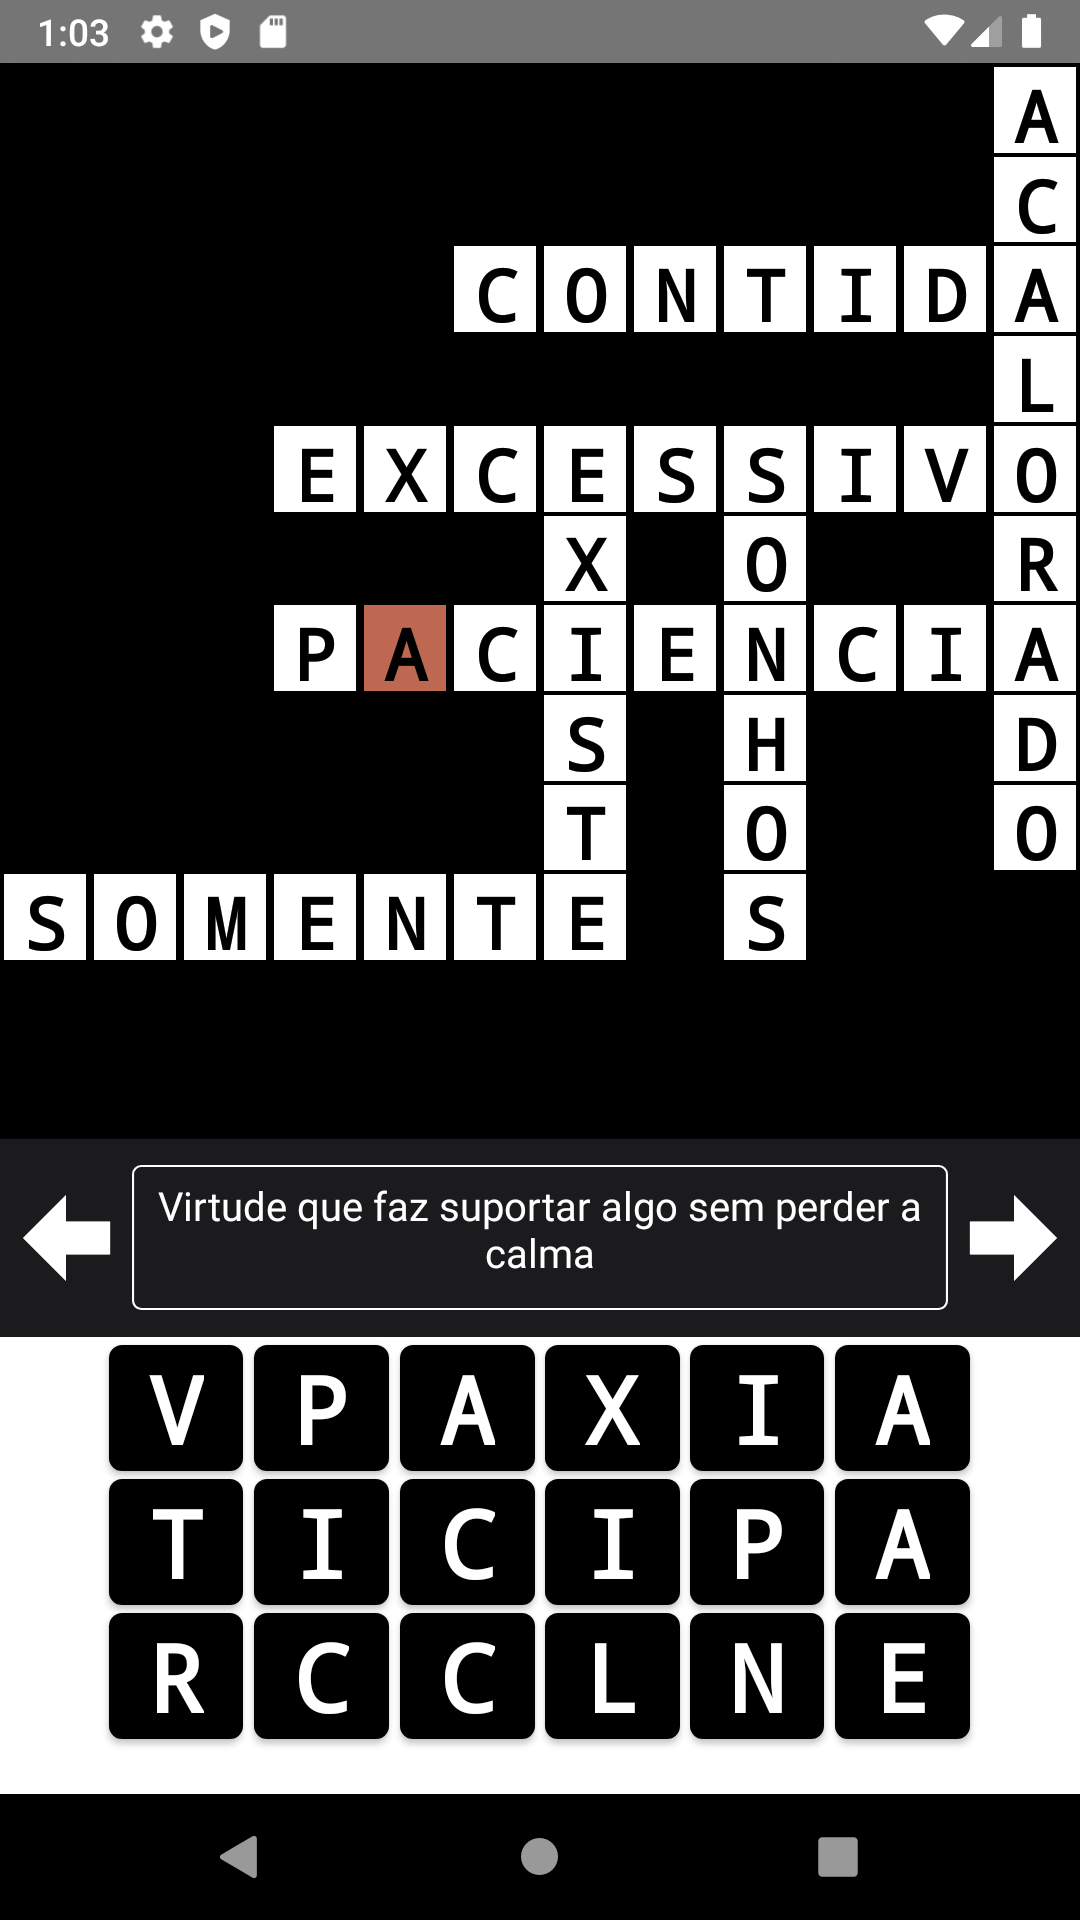 1:03
A
C
CONTIDA
L
EXCESSIVO
X O R
PACIENCIA
S H D
T O O
SOMENTE S
Virtude que faz suportar algo sem perder a
calma
V P A X I A
T I C I P A
R C C L N E